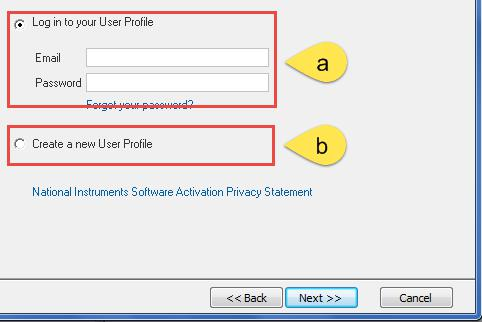 Log in to your User Profile
Email
a
Password
Forgot your password?
Create a new User Profile
b
National Instruments Software Activation Privacy Statement
<< Back Next >> Cancel